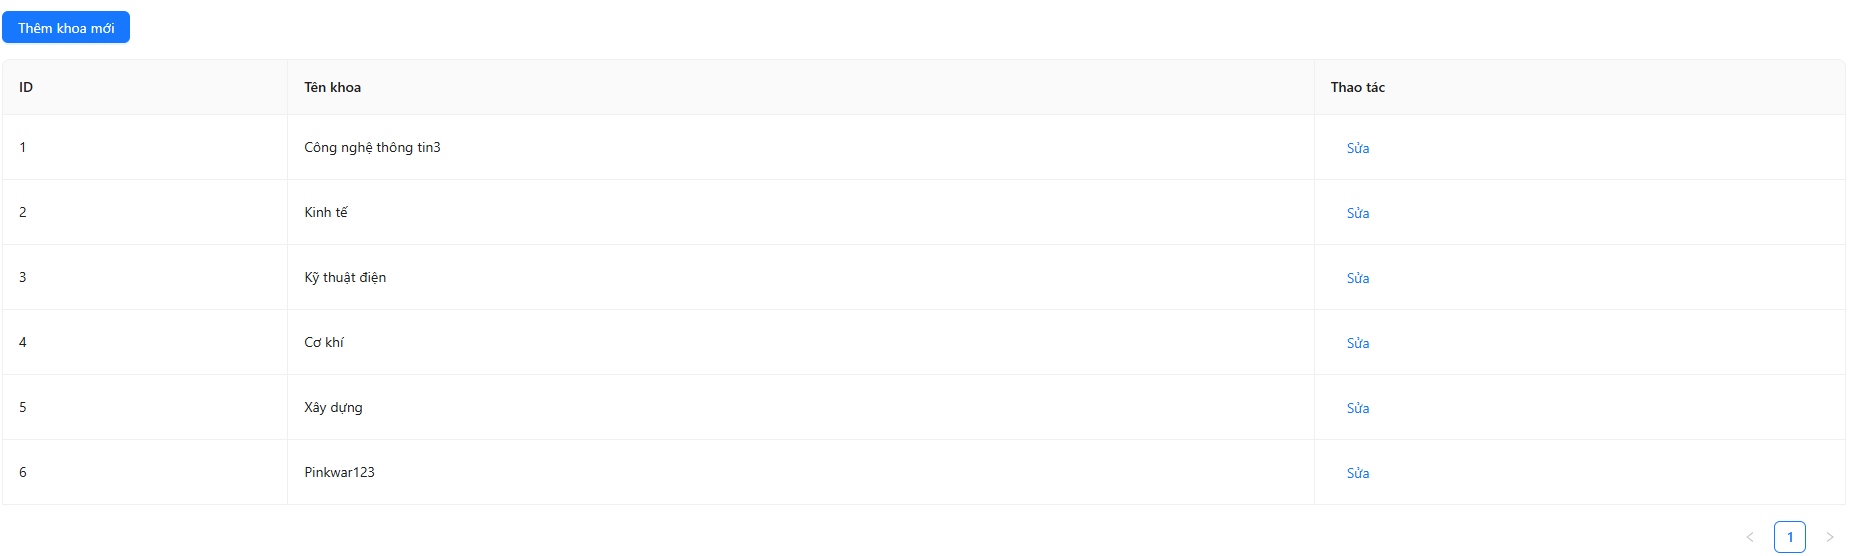 Thêm khoa mới
ID Tên khoa Thao tác
1 Công nghệ thông tin3 Sửa
2 Kinh tế Sửa
3 Kỹ thuật điện Sửa
4 Cơ khí Sửa
5 Xây dựng Sửa
6 Pinkwar123 Sửa
1